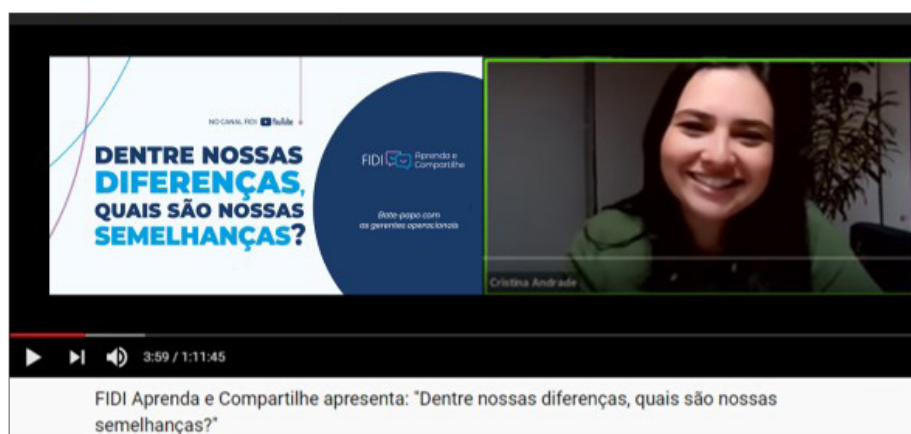 NO CANAL FIDI YouTube
DENTRE NOSSAS
DIFERENÇAS,
QUAIS SÃO NOSSAS
SEMELHANÇAS?
FIDI Aprenda e
Compartilhe
Bate-papo com
as gerentes operacionais
Cristina Andrade
3:59 / 1:11:45
FIDI Aprenda e Compartilhe apresenta: "Dentre nossas diferenças, quais são nossas
semelhanças?"